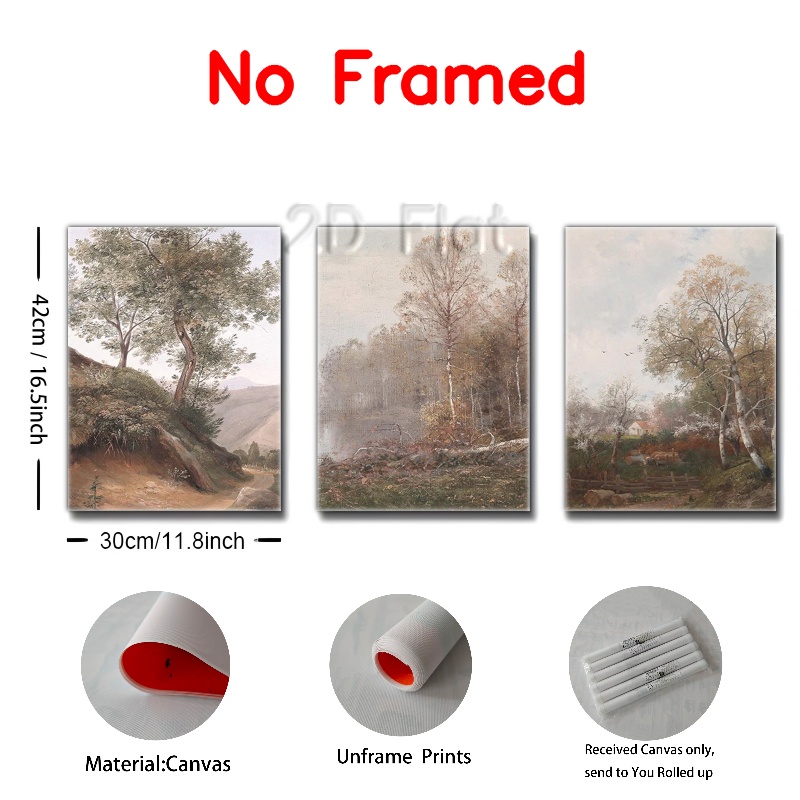 No Framed
2D Flat
42cm / 16.5inch
30cm/11.8inch
Material:Canvas
Unframe Prints
Received Canvas only,
send to You Rolled up